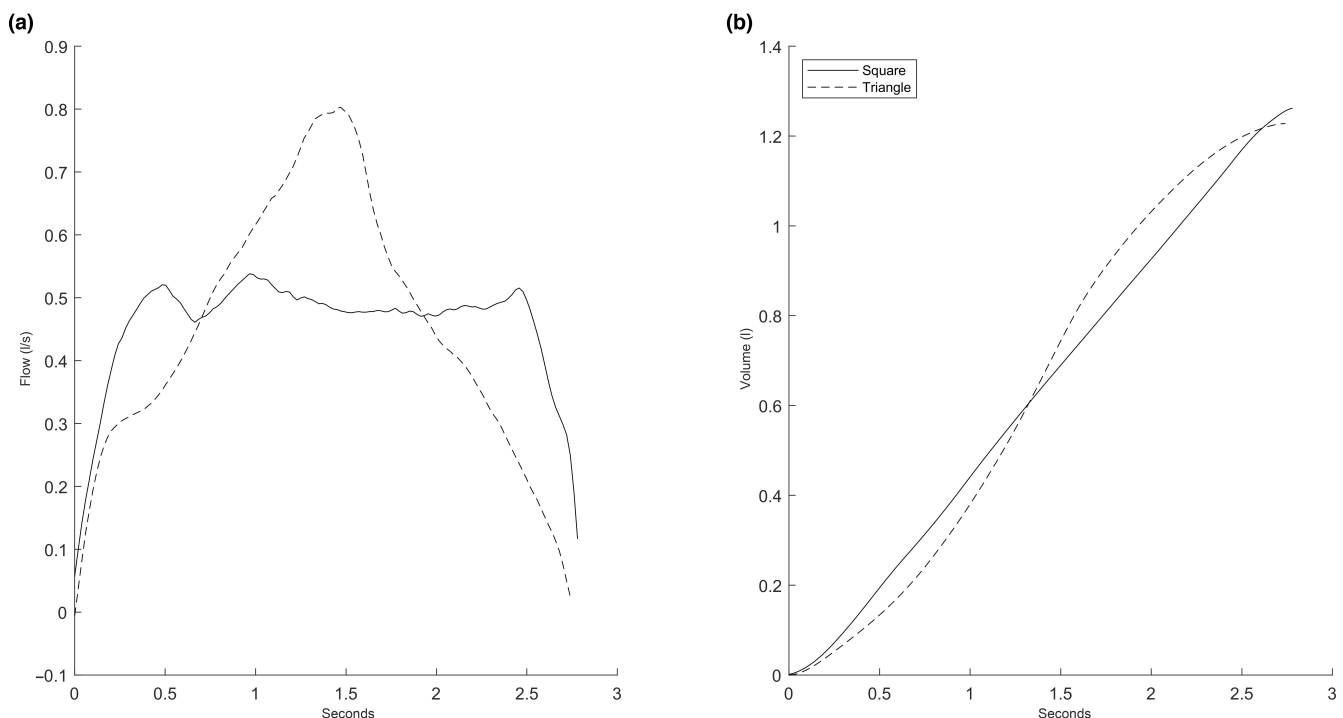 (a)
0.9
0.8
0.7
0.6
0.5
0.4
0.3
0.2
0.1
0
−0.1
Flow (l/s)
0 0.5 1 1.5 2 2.5 3
Seconds
(b)
1.4
1.2
1
0.8
0.6
0.4
0.2
0
Volume (l)
Square
Triangle
0 0.5 1 1.5 2 2.5 3
Seconds